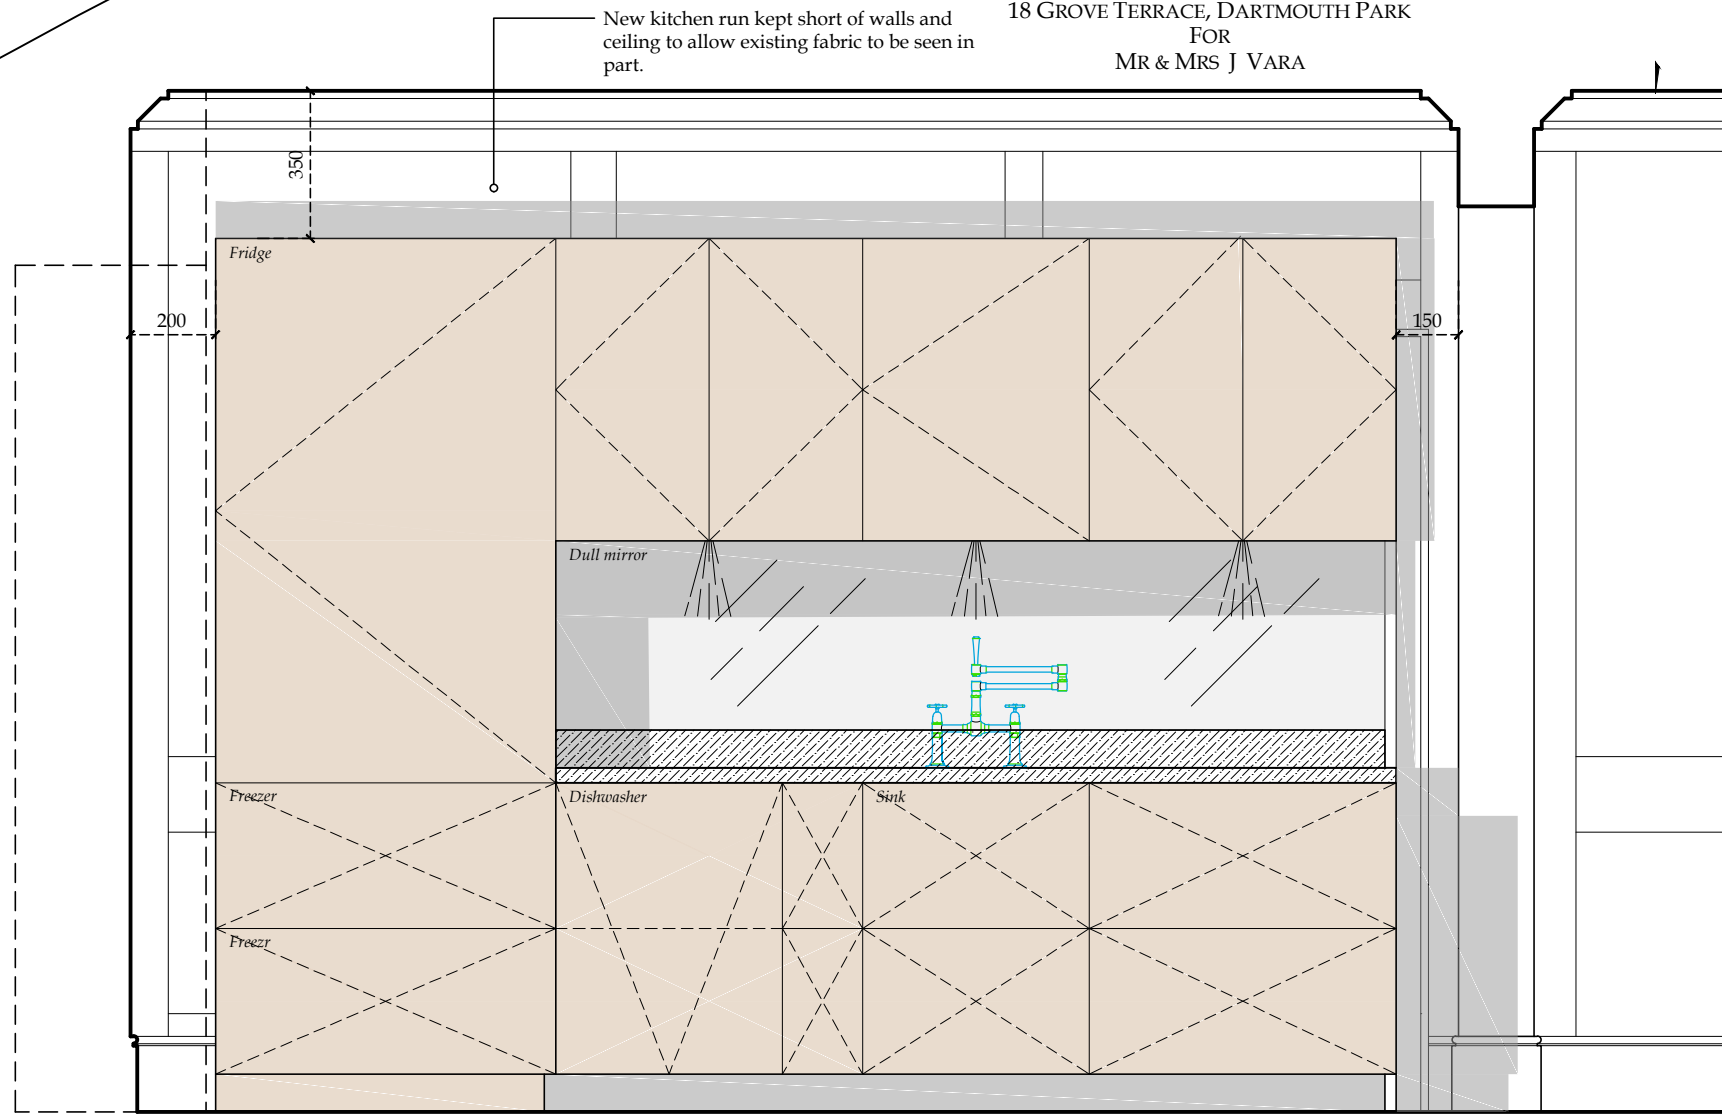 New kitchen run kept short of walls and
ceiling to allow existing fabric to be seen in
part.
18 GROVE TERRACE, DARTMOUTH PARK
FOR
MR & MRS J VARA
350
Fridge
200
150
Dull mirror
Freezer
Dishwasher
Sink
Freezr